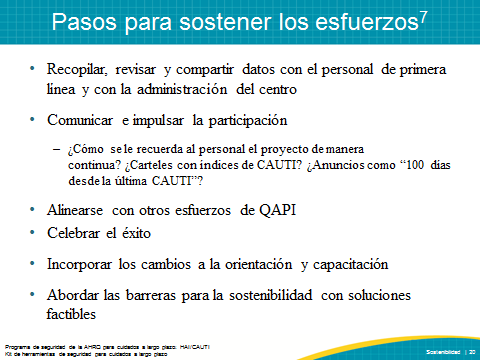 Pasos para sostener los esfuerzos7
• Recopilar, revisar y compartir datos con el personal de primera
línea y con la administración del centro
• Comunicar e impulsar la participación
– ¿Cómo se le recuerda al personal el proyecto de manera
continua? ¿Carteles con índices de CAUTI? ¿Anuncios como “100 días
desde la última CAUTI”?
• Alinearse con otros esfuerzos de QAPI
• Celebrar el éxito
• Incorporar los cambios a la orientación y capacitación
• Abordar las barreras para la sostenibilidad con soluciones
factibles
Programa de seguridad de la AHRQ para cuidados a largo plazo: HAI/CAUTI
Kit de herramientas de seguridad para cuidados a largo plazo
Sostenibilidad | 20